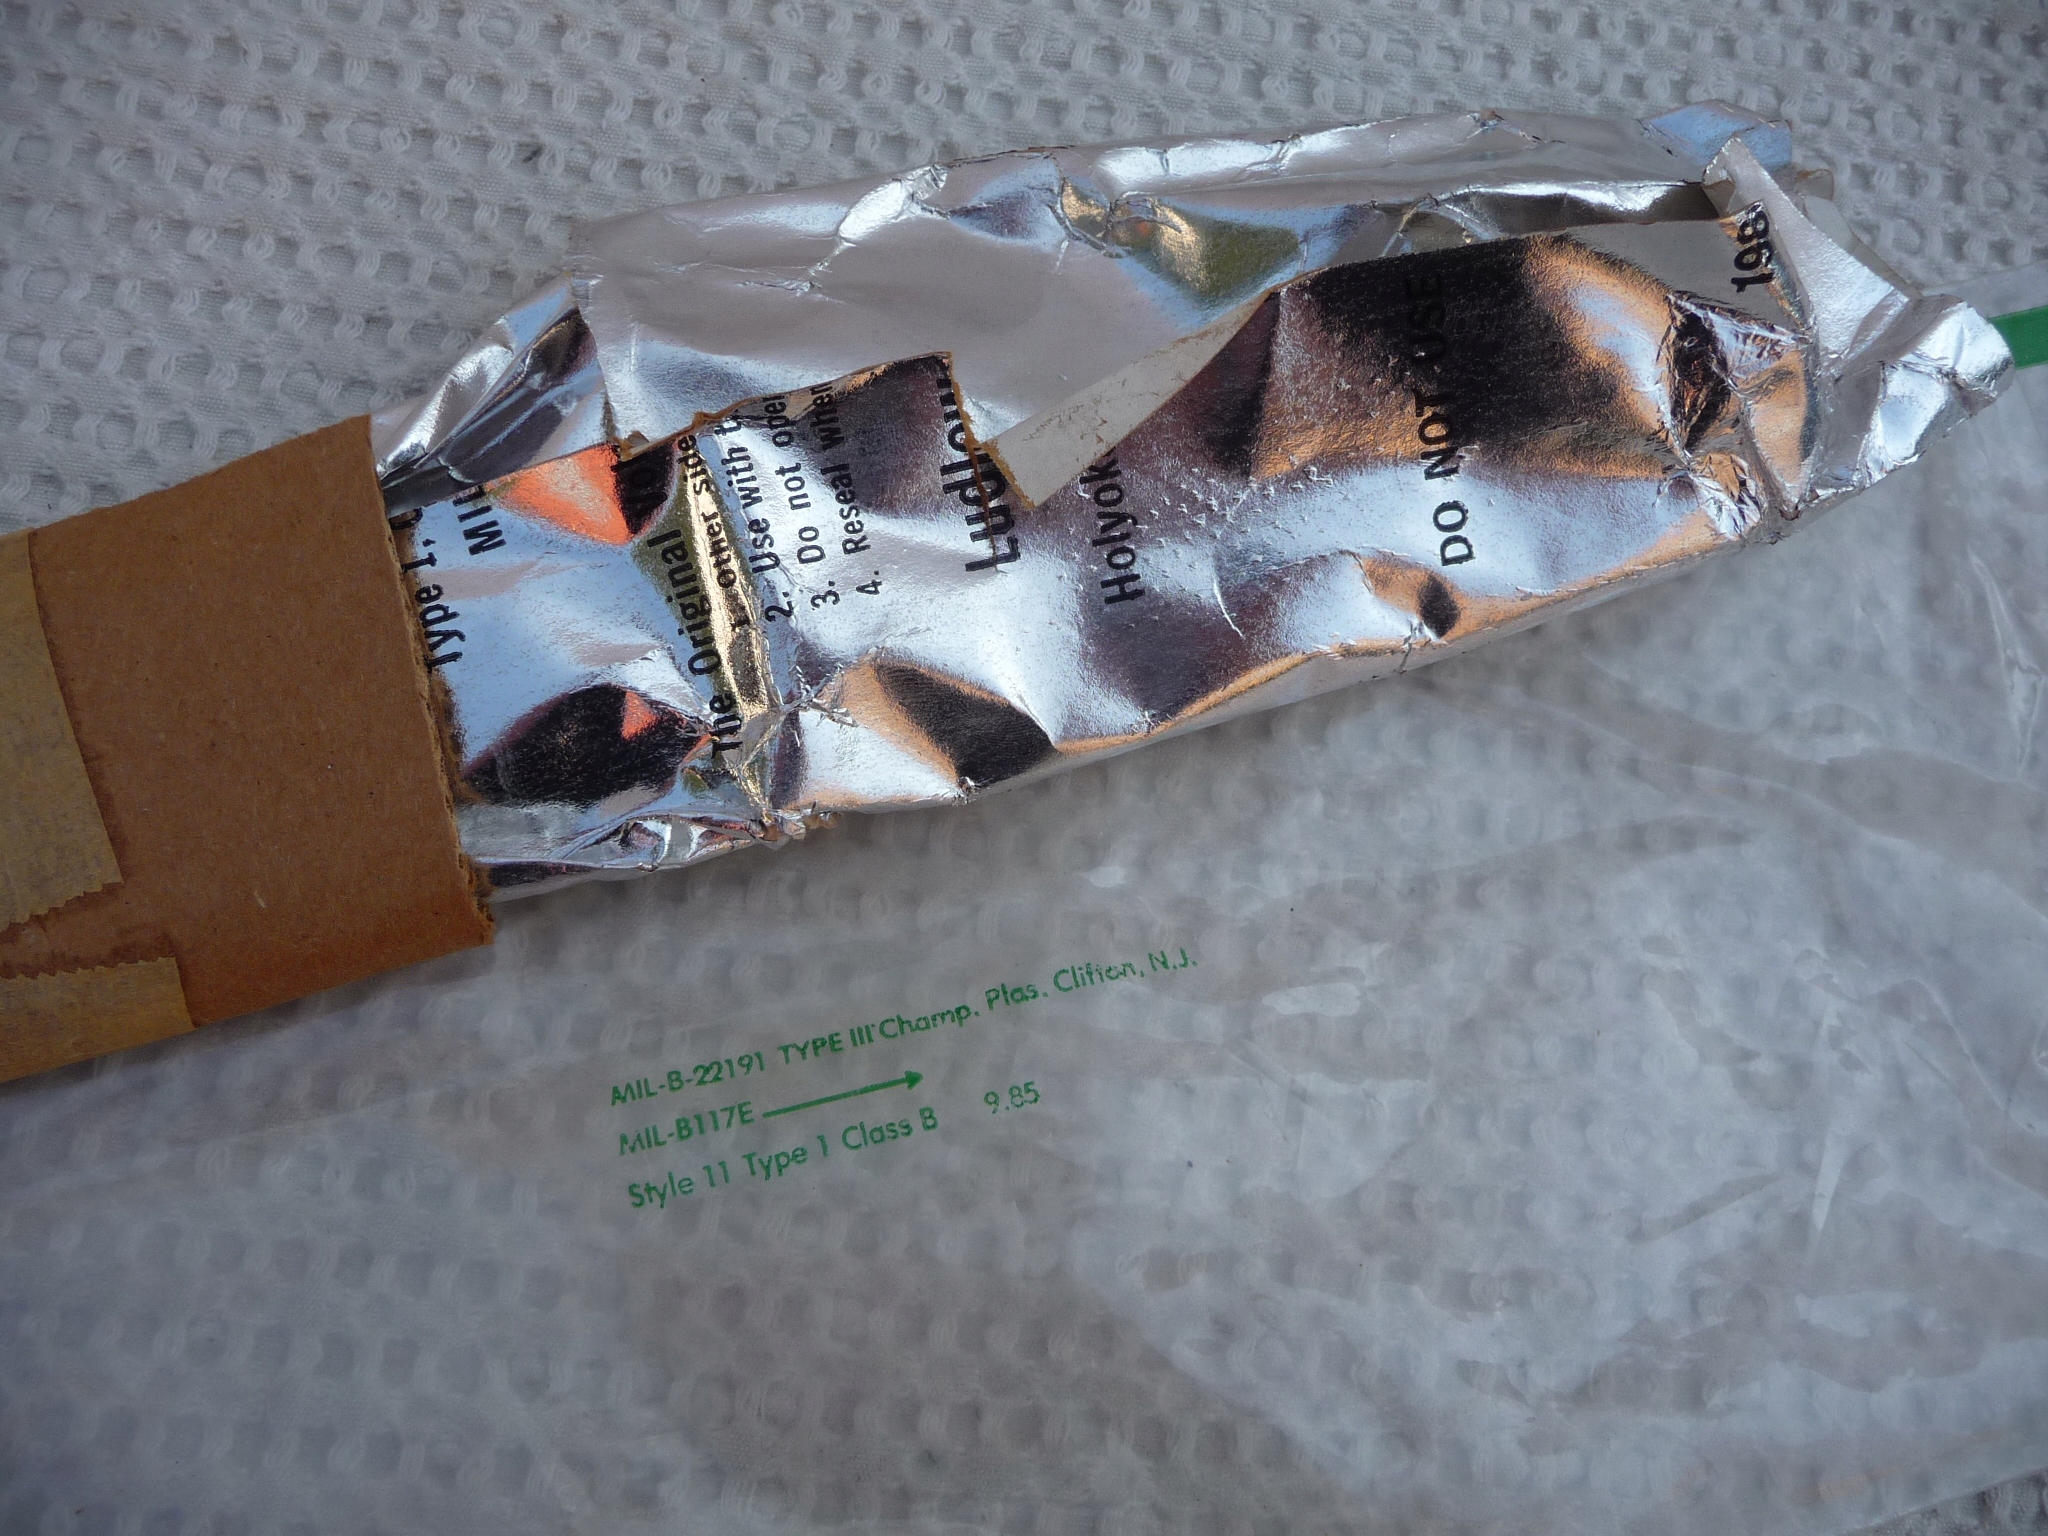 Type I,
MIL
The Original
1. other side
2. Use with
3. Do not open
4. Reseal when
Ludlow
Holyok
DO NOT USE
198
MIL-B-22191 TYPE III Champ. Plas. Clifton, N.J.
MIL-B117E → 9.85
Style 11 Type 1 Class B